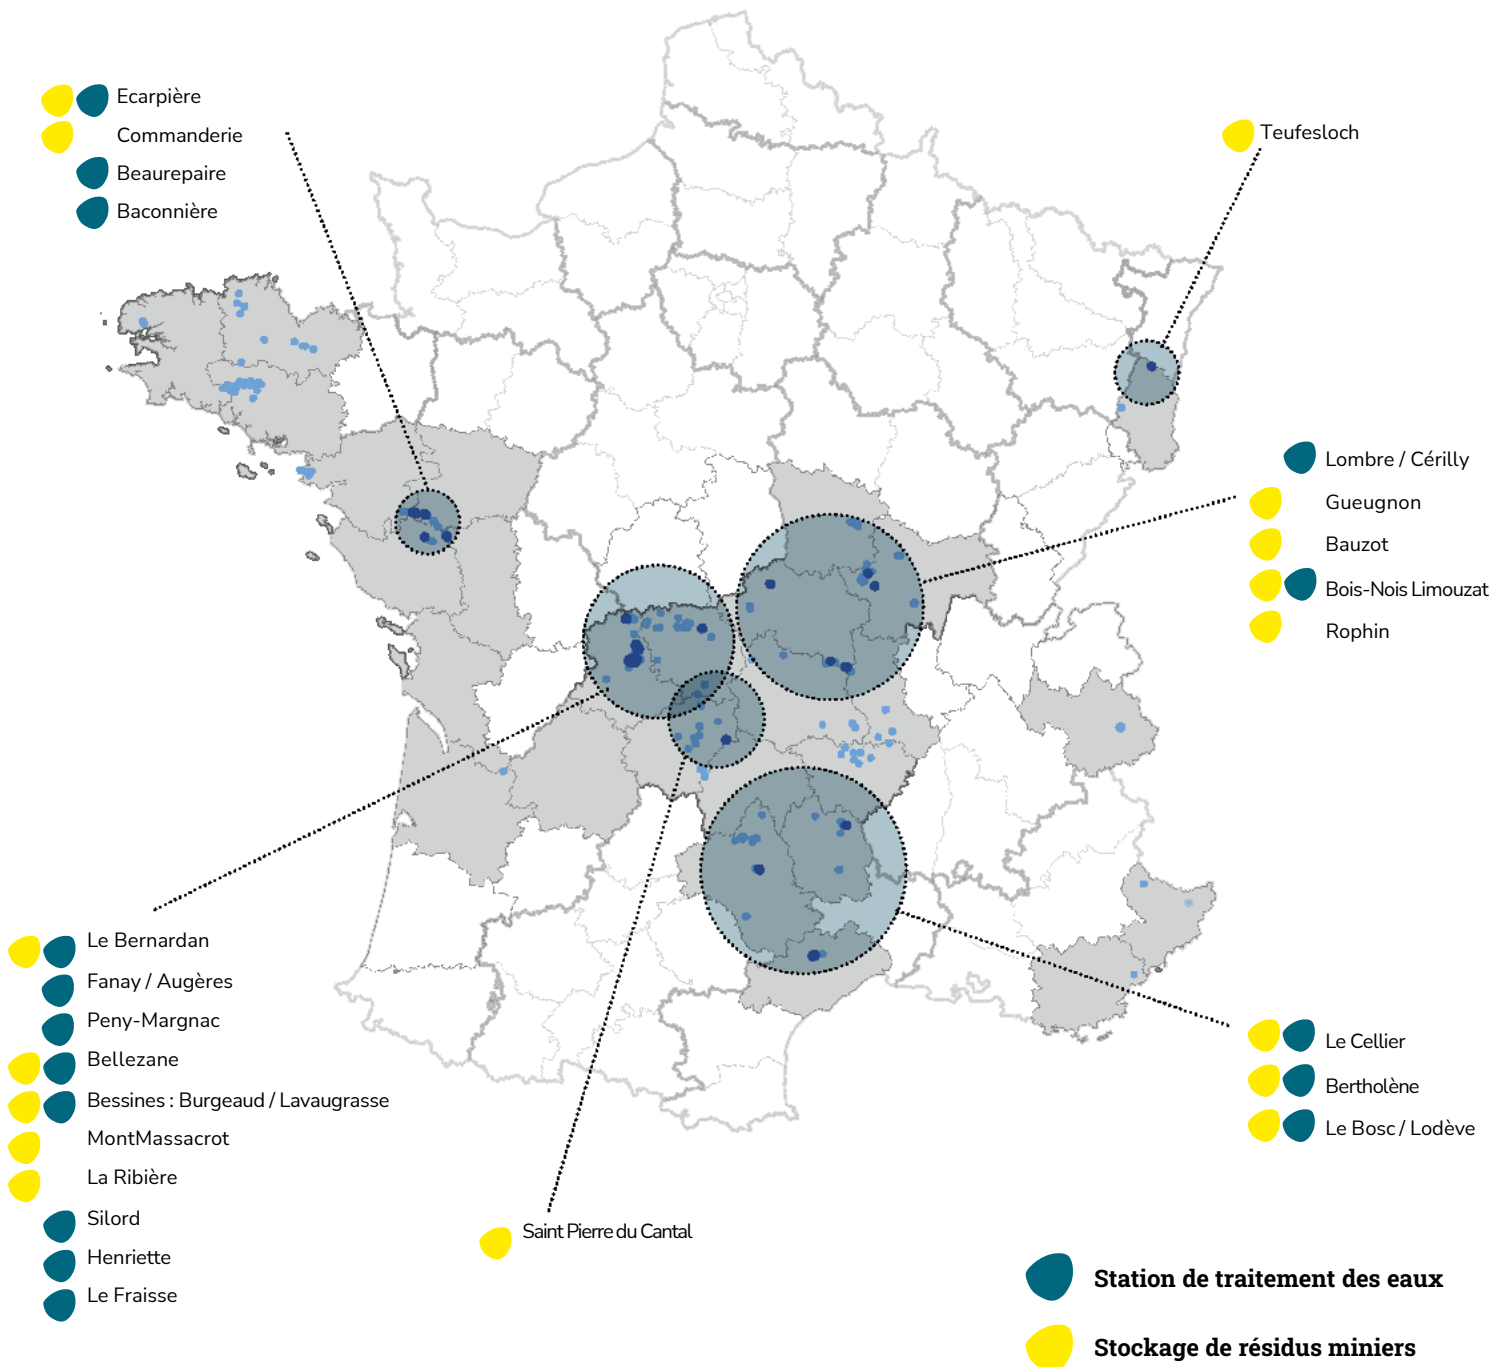 Ecarpière
Commanderie
Beaurepaire
Baconnière
Teufesloch
Lombre / Cérilly
Gueugnon
Bauzot
Bois-Nois Limouzat
Rophin
Le Bernardan
Fanay / Augères
Peny-Margnac
Bellezane
Bessines : Burgeaud / Lavaugrasse
MontMassacrot
La Ribière
Silord
Henriette
Le Fraisse
Saint Pierre du Cantal
Le Cellier
Bertholène
Le Bosc / Lodève
Station de traitement des eaux
Stockage de résidus miniers